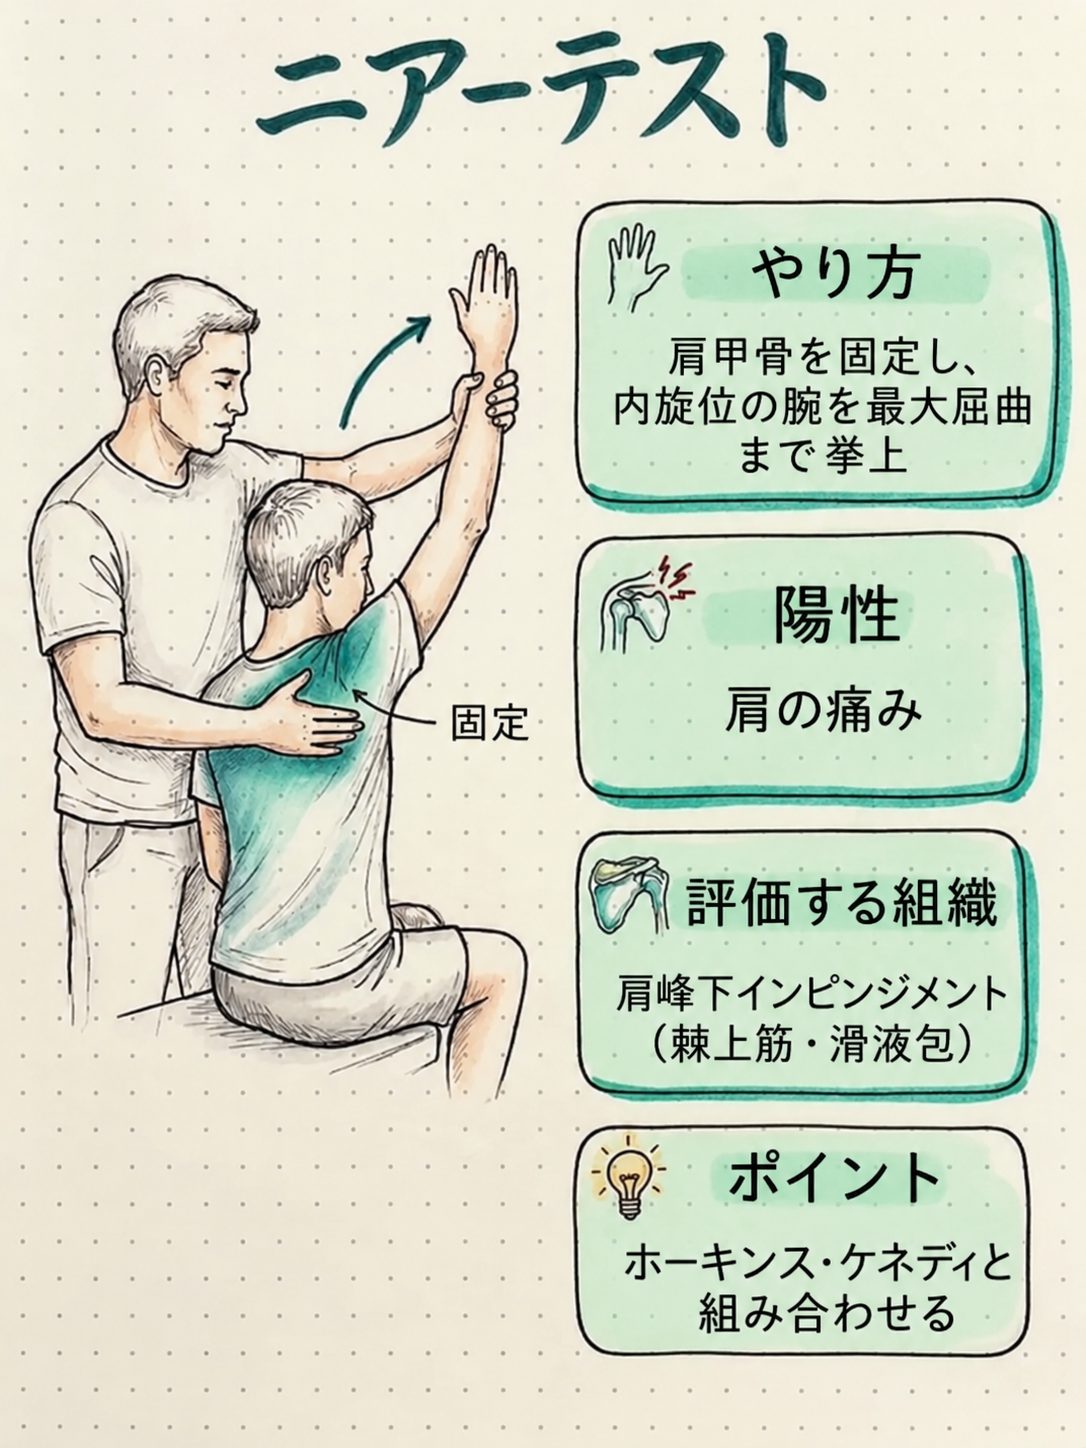 ニアーテスト
やり方
肩甲骨を固定し、
内旋位の腕を最大屈曲
まで挙上
陽性
肩の痛み
固定
評価する組織
肩峰下インピンジメント
（棘上筋・滑液包）
ポイント
ホーキンス・ケネディと
組み合わせる